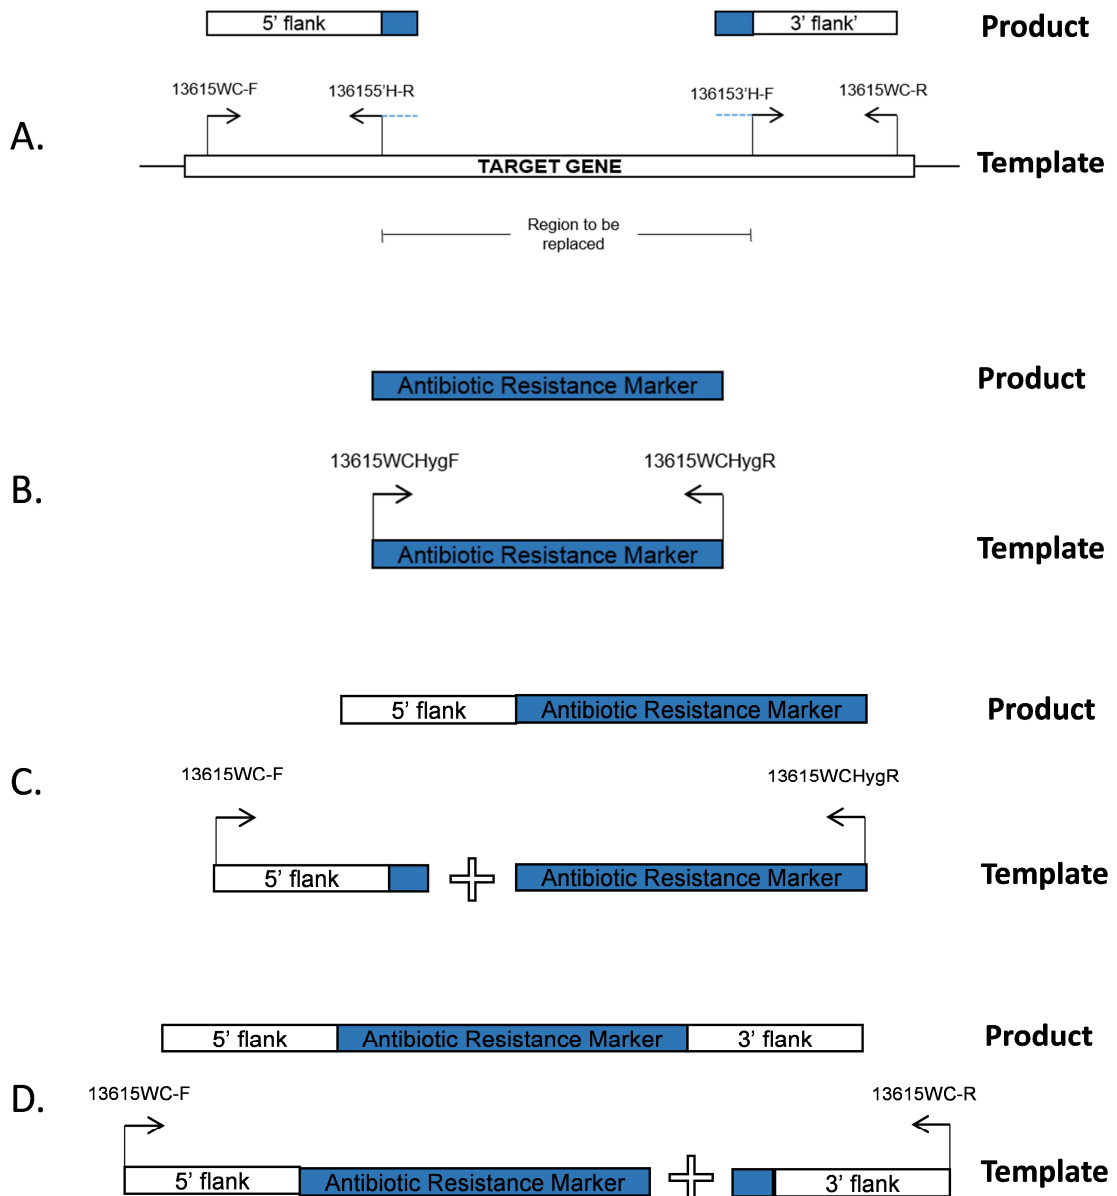 5’ flank
3’ flank’
Product
13615WC-F
136155’H-R
136153’H-F
13615WC-R
A.
TARGET GENE
Template
Region to be
replaced
Antibiotic Resistance Marker
Product
13615WCHygF
13615WCHygR
B.
Antibiotic Resistance Marker
Template
5’ flank
Antibiotic Resistance Marker
Product
13615WC-F
13615WCHygR
C.
5’ flank
Antibiotic Resistance Marker
Template
5’ flank
Antibiotic Resistance Marker
3’ flank
Product
13615WC-F
13615WC-R
D.
5’ flank
Antibiotic Resistance Marker
3’ flank
Template